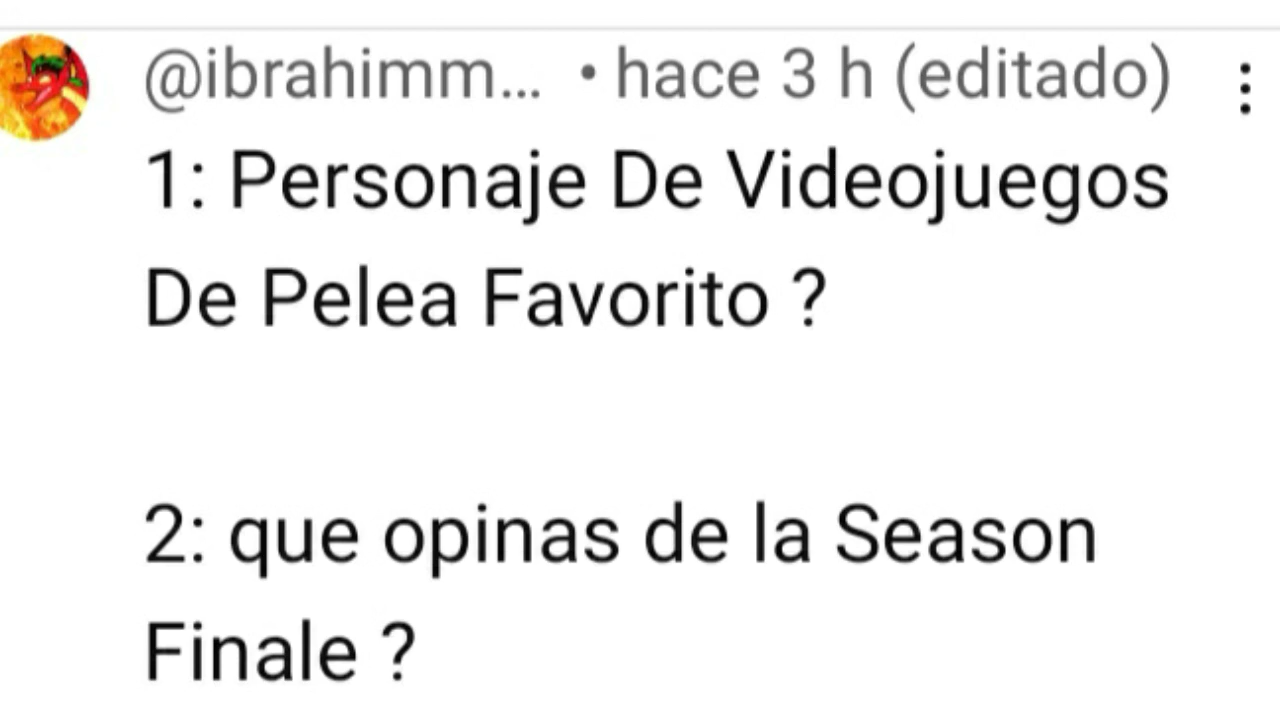 @ibrahimm... • hace 3 h (editado)
1: Personaje De Videojuegos
De Pelea Favorito ?
2: que opinas de la Season
Finale ?